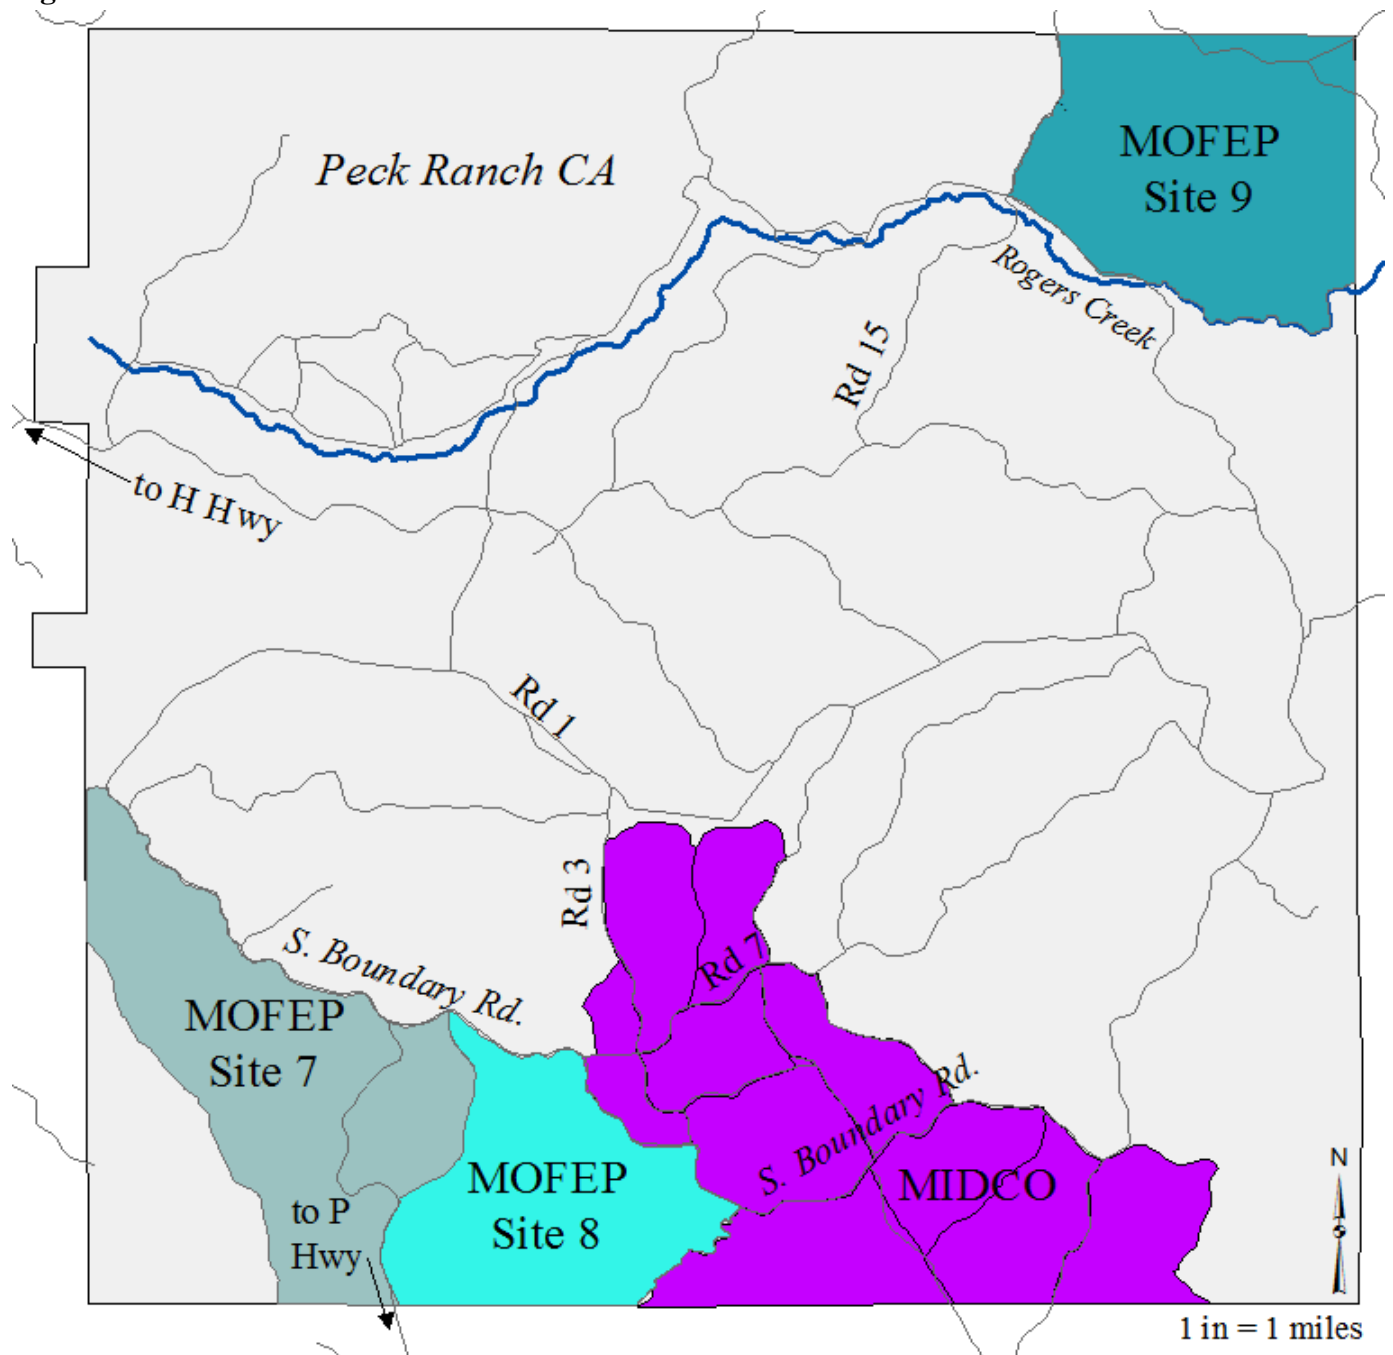 MOFEP
Site 9
Peck Ranch CA
Rogers Creek
Rd 15
to H Hwy
Rd 1
Rd 3
Rd 7
S. Boundary Rd.
MOFEP
Site 7
S. Boundary Rd.
MOFEP
Site 8
MIDCO
to P
Hwy
N
1 in = 1 miles